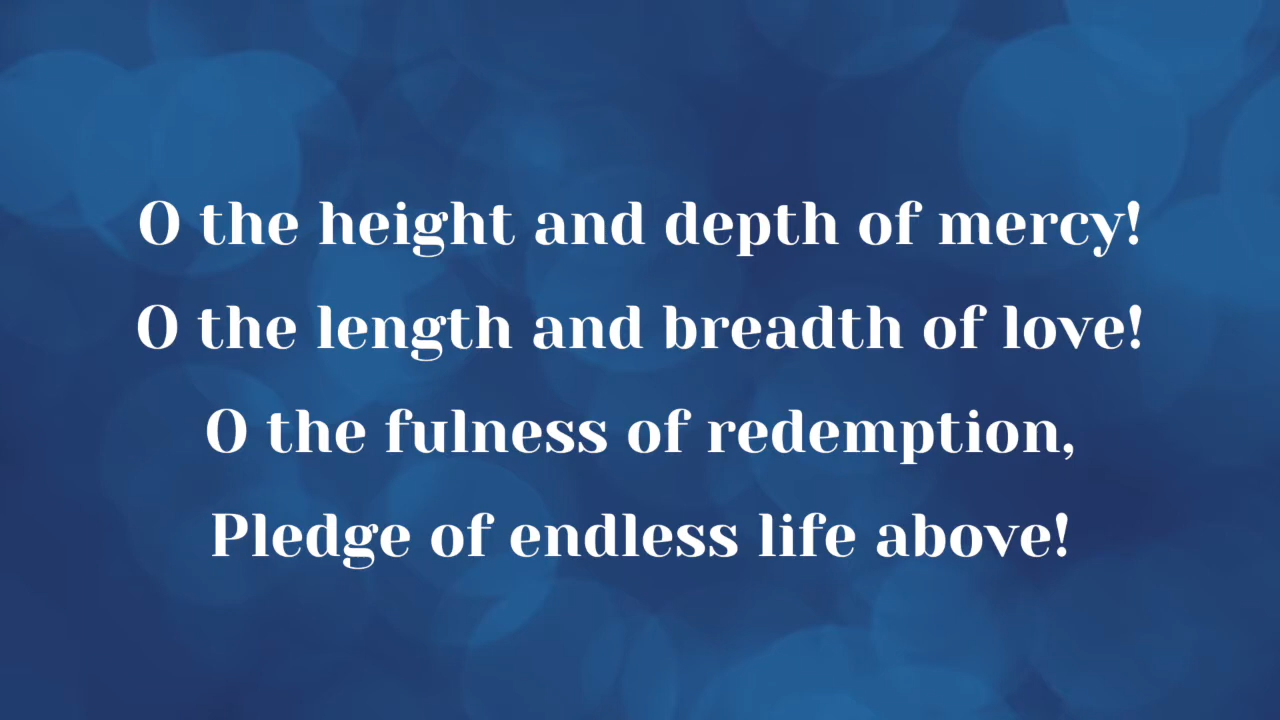 O the height and depth of mercy!
O the length and breadth of love!
O the fulness of redemption,
Pledge of endless life above!